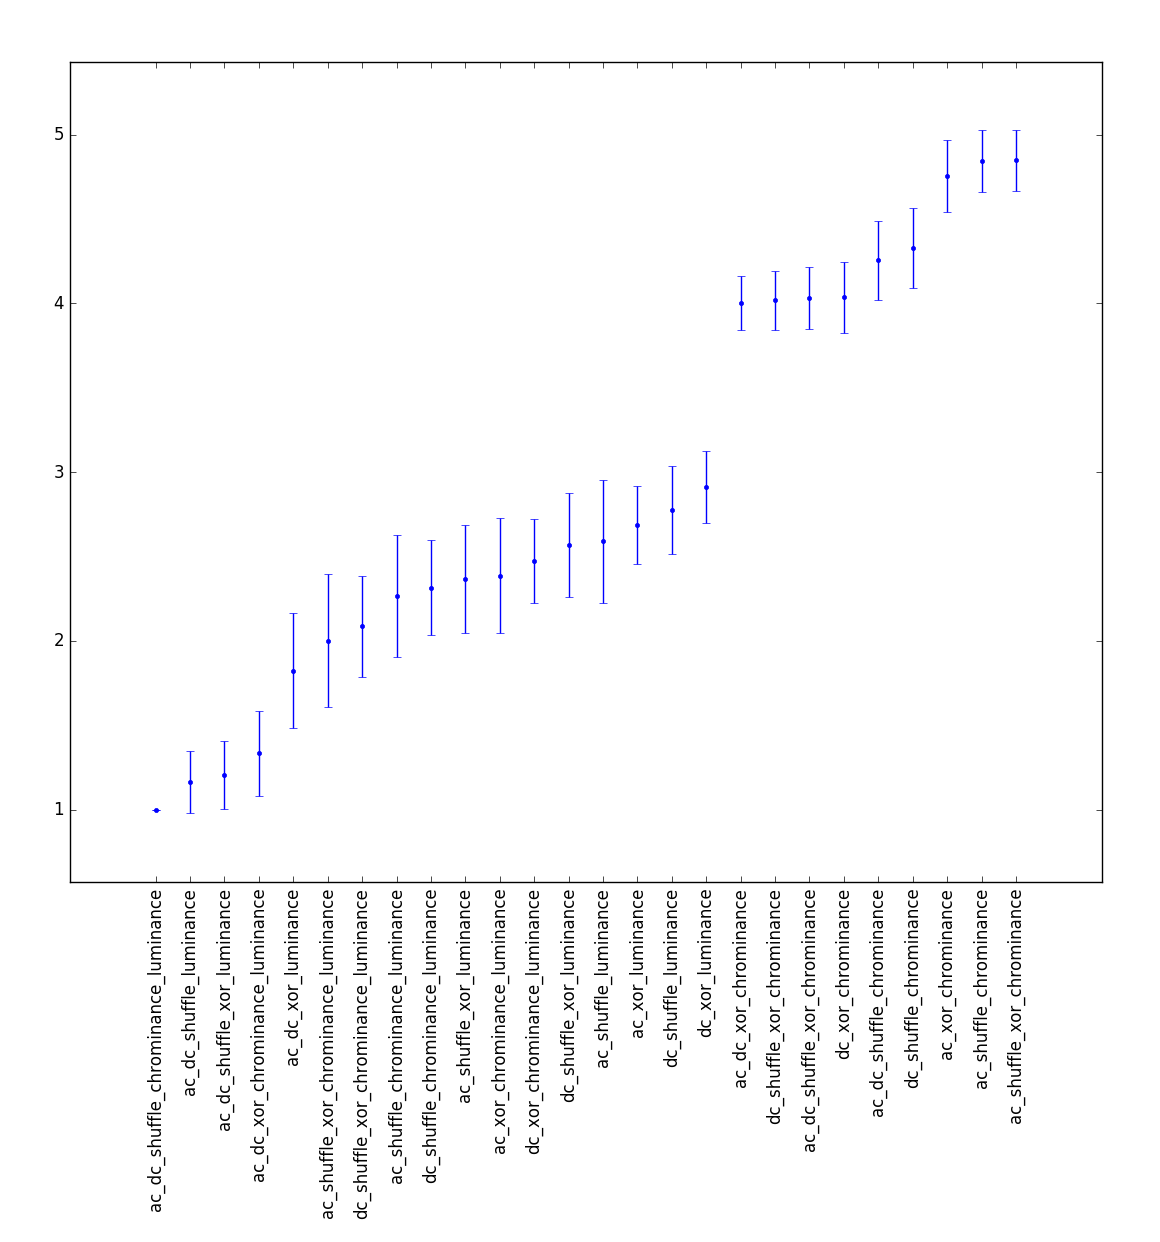 5
4
3
2
1
ac_dc_shuffle_chrominance_luminance
ac_dc_shuffle_luminance
ac_dc_shuffle_xor_luminance
ac_dc_xor_chrominance_luminance
ac_dc_xor_luminance
ac_shuffle_xor_chrominance_luminance
dc_shuffle_xor_chrominance_luminance
ac_shuffle_chrominance_luminance
dc_shuffle_chrominance_luminance
ac_shuffle_xor_luminance
ac_xor_chrominance_luminance
dc_xor_chrominance_luminance
dc_shuffle_xor_luminance
ac_shuffle_luminance
ac_xor_luminance
dc_shuffle_luminance
dc_xor_luminance
ac_dc_xor_chrominance
dc_shuffle_xor_chrominance
ac_dc_shuffle_xor_chrominance
dc_xor_chrominance
ac_dc_shuffle_chrominance
dc_shuffle_chrominance
ac_xor_chrominance
ac_shuffle_chrominance
ac_shuffle_xor_chrominance